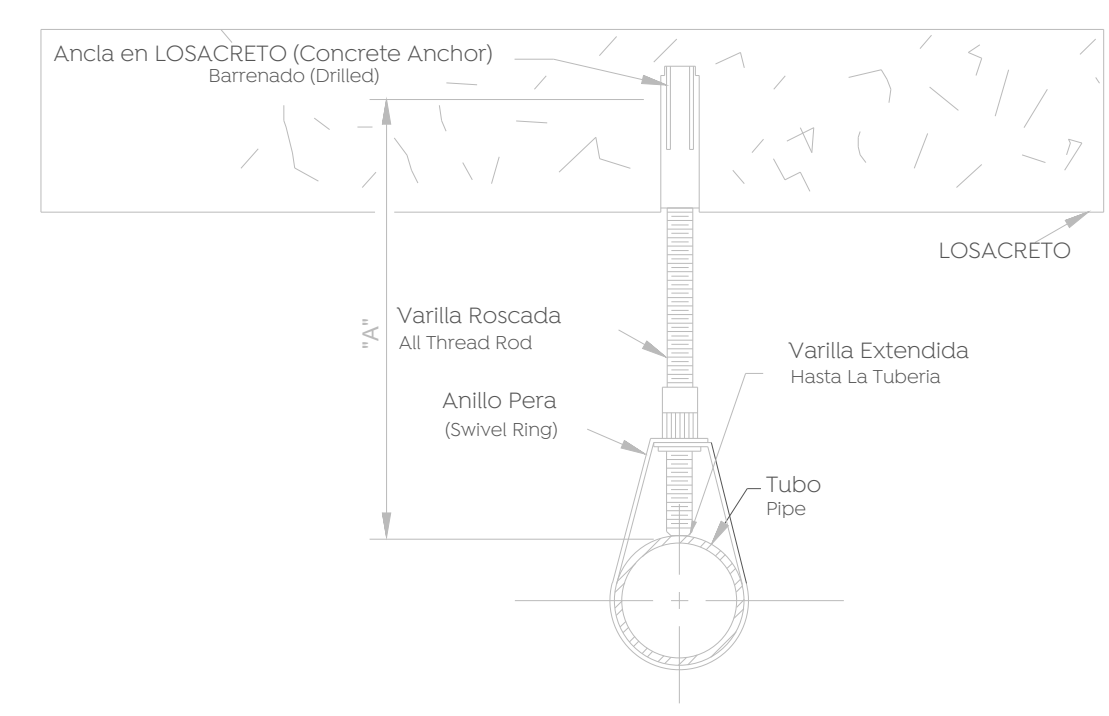 Ancla en LOSACRETO (Concrete Anchor)
Barrenado (Drilled)
LOSACRETO
"A"
Varilla Roscada
All Thread Rod
Varilla Extendida
Hasta La Tuberia
Anillo Pera
(Swivel Ring)
Tubo
Pipe